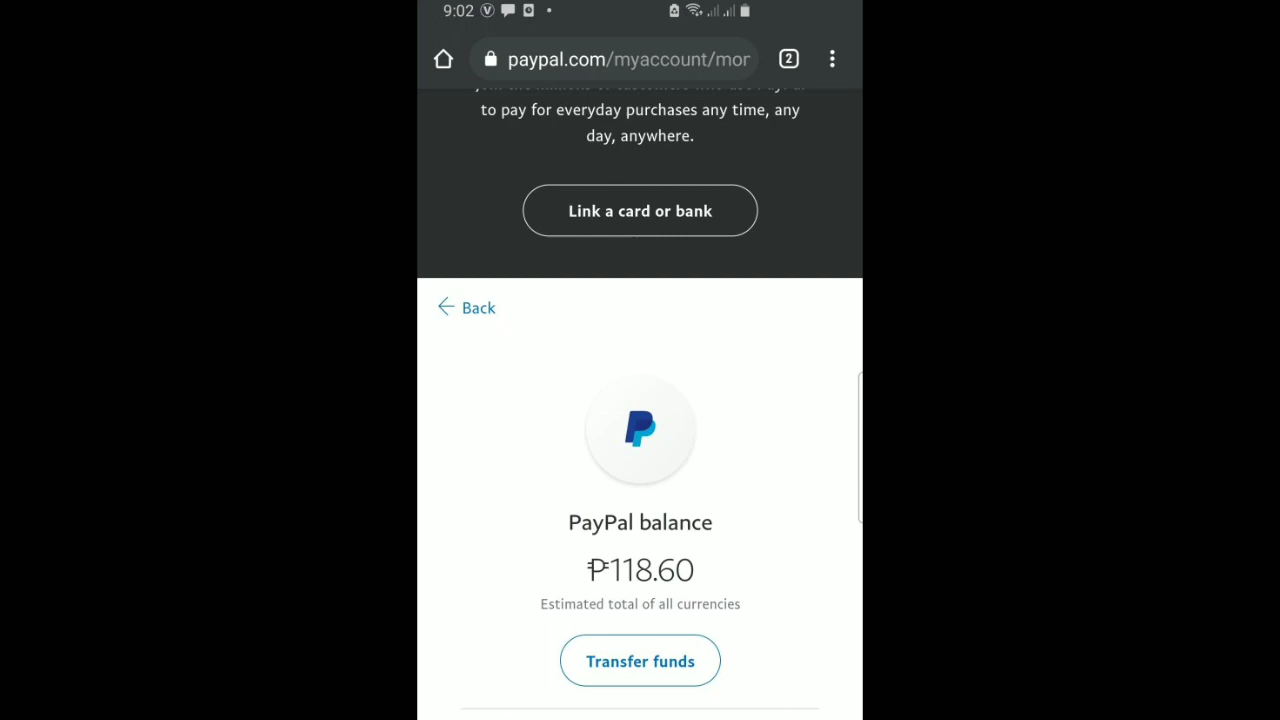 9:02
paypal.com/myaccount/mor
2
to pay for everyday purchases any time, any
day, anywhere.
Link a card or bank
Back
PayPal balance
₱118.60
Estimated total of all currencies
Transfer funds